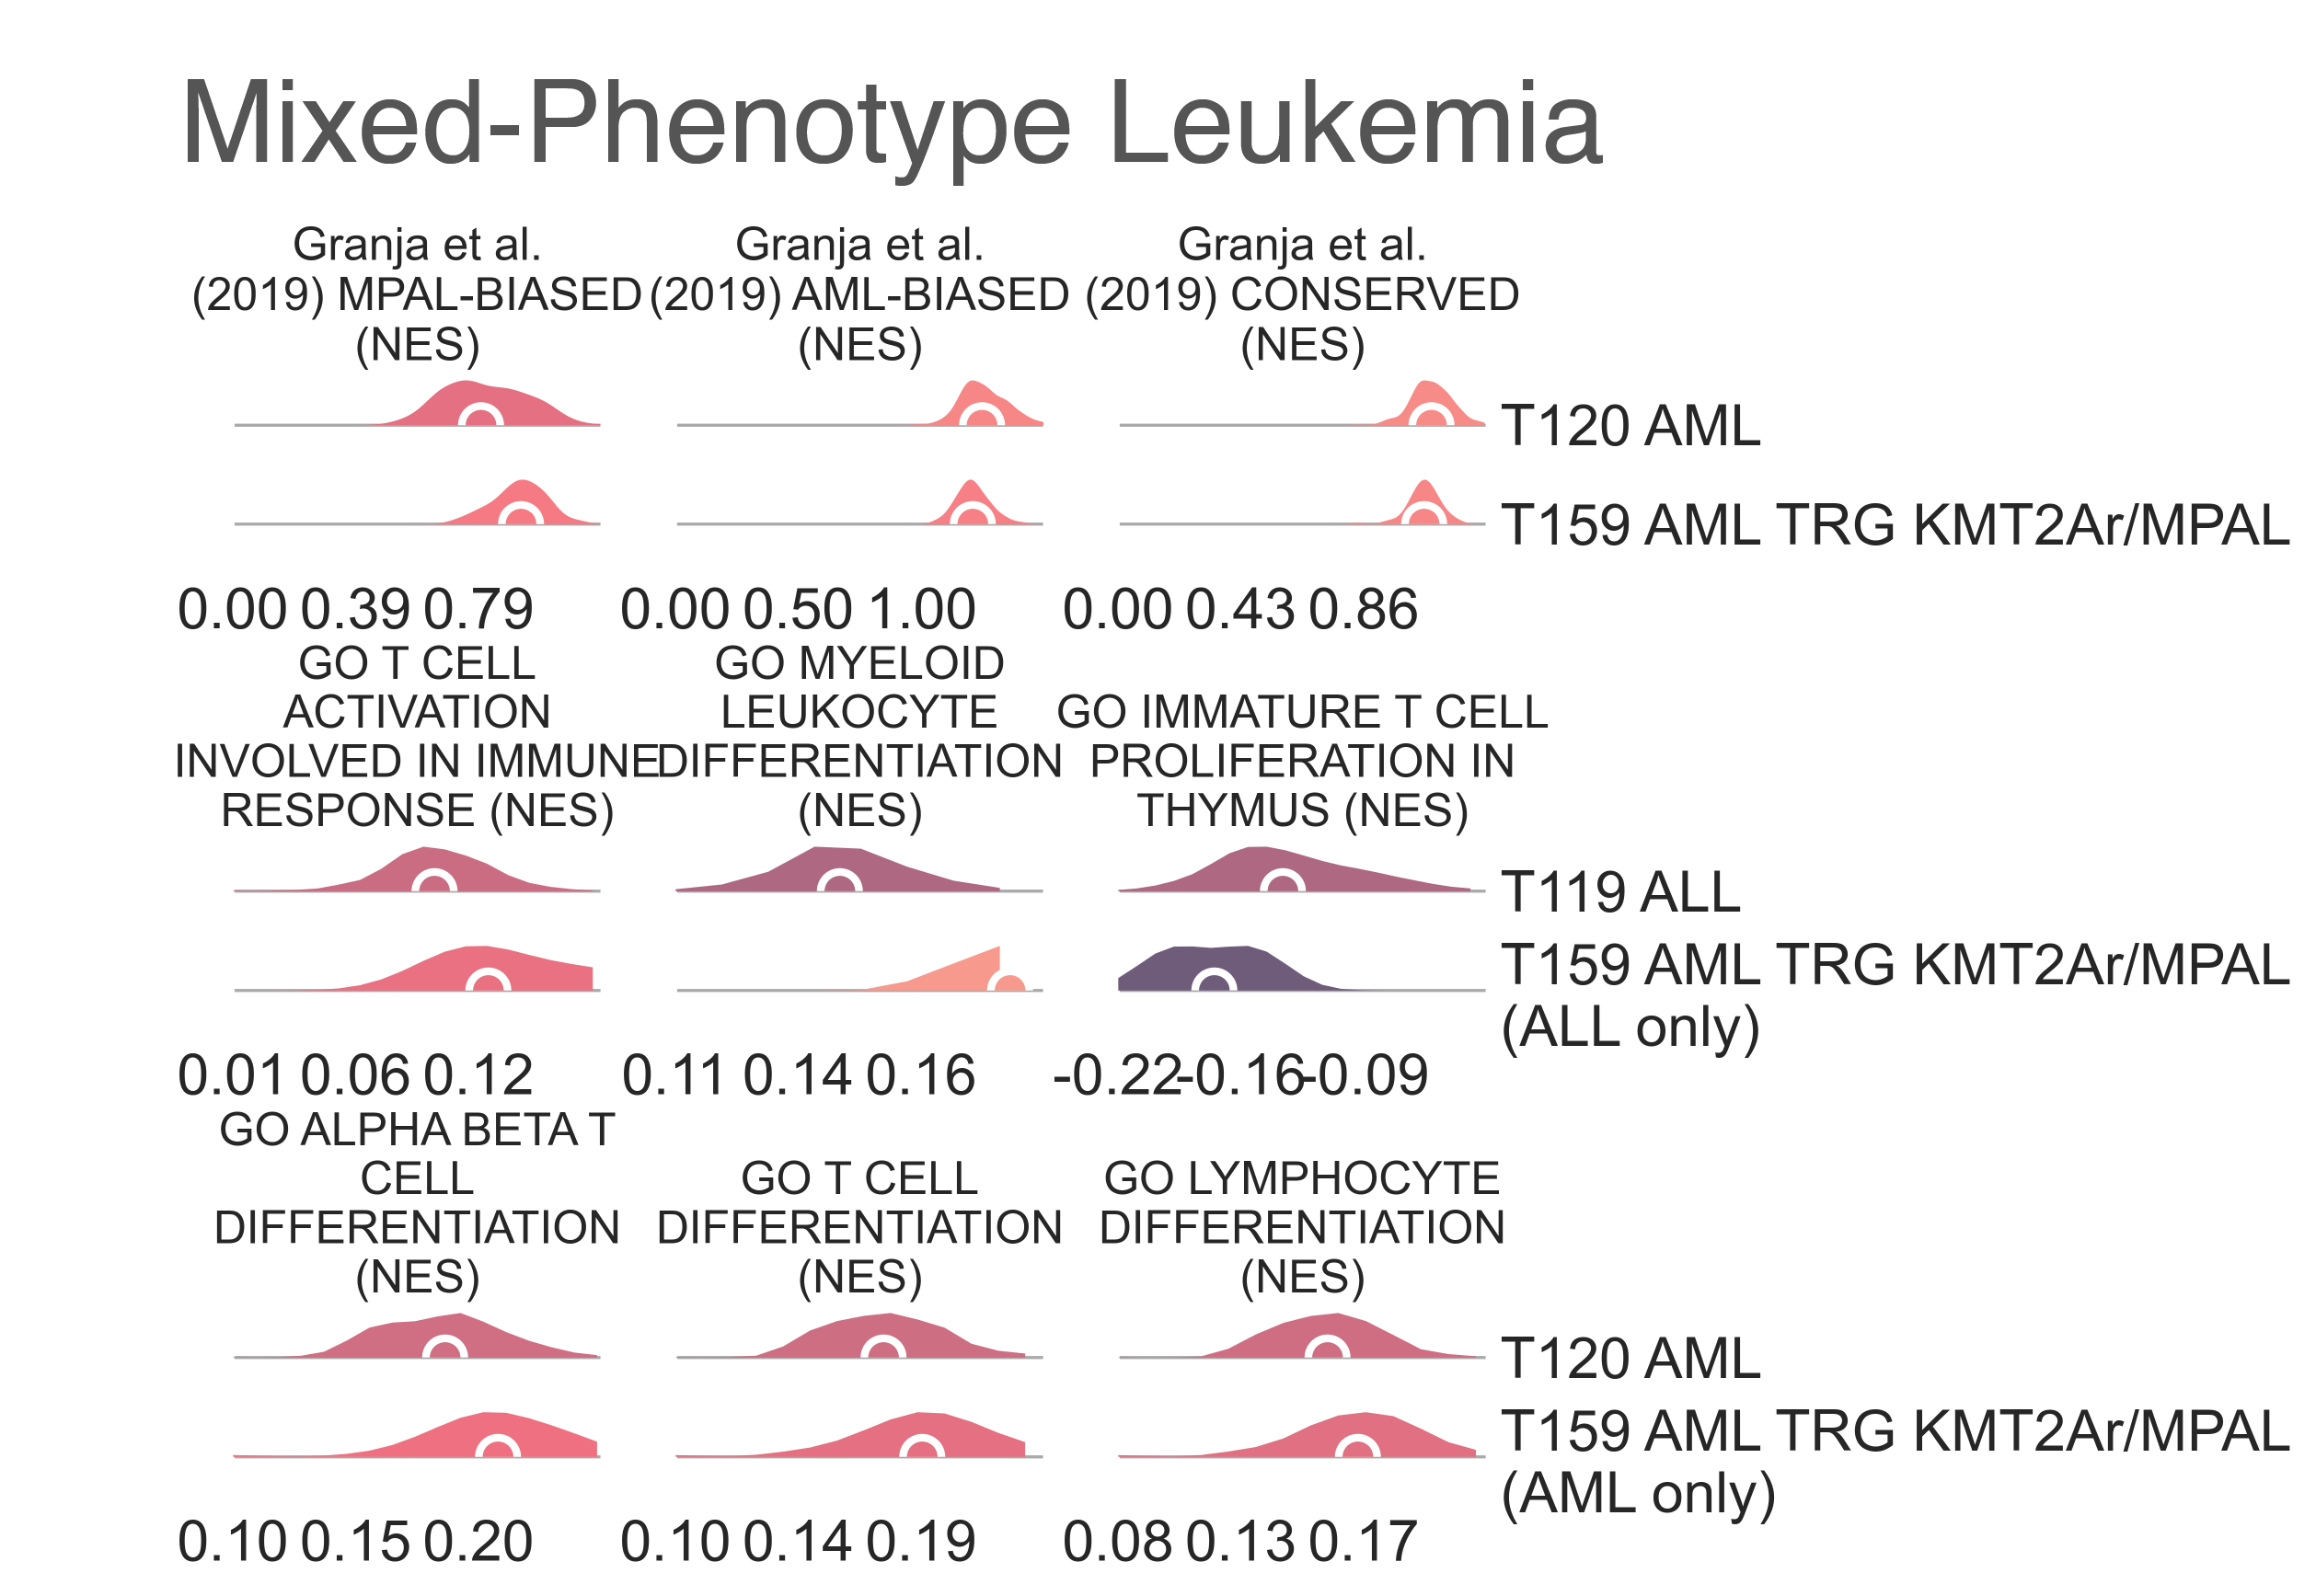 Mixed-Phenotype Leukemia
Granja et al.
(2019) MPAL-BIASED
(NES)
Granja et al.
(2019) AML-BIASED
(NES)
Granja et al.
(2019) CONSERVED
(NES)
T120 AML
T159 AML TRG KMT2Ar/MPAL
0.00 0.39 0.79
0.00 0.50 1.00
0.00 0.43 0.86
GO T CELL
ACTIVATION
INVOLVED IN IMMUNE
RESPONSE (NES)
GO MYELOID
LEUKOCYTE
DIFFERENTIATION
(NES)
GO IMMATURE T CELL
PROLIFERATION IN
THYMUS (NES)
T119 ALL
T159 AML TRG KMT2Ar/MPAL
(ALL only)
0.01 0.06 0.12
0.11 0.14 0.16
-0.22 -0.16 -0.09
GO ALPHA BETA T
CELL
DIFFERENTIATION
(NES)
GO T CELL
DIFFERENTIATION
(NES)
GO LYMPHOCYTE
DIFFERENTIATION
(NES)
T120 AML
T159 AML TRG KMT2Ar/MPAL
(AML only)
0.10 0.15 0.20
0.10 0.14 0.19
0.08 0.13 0.17